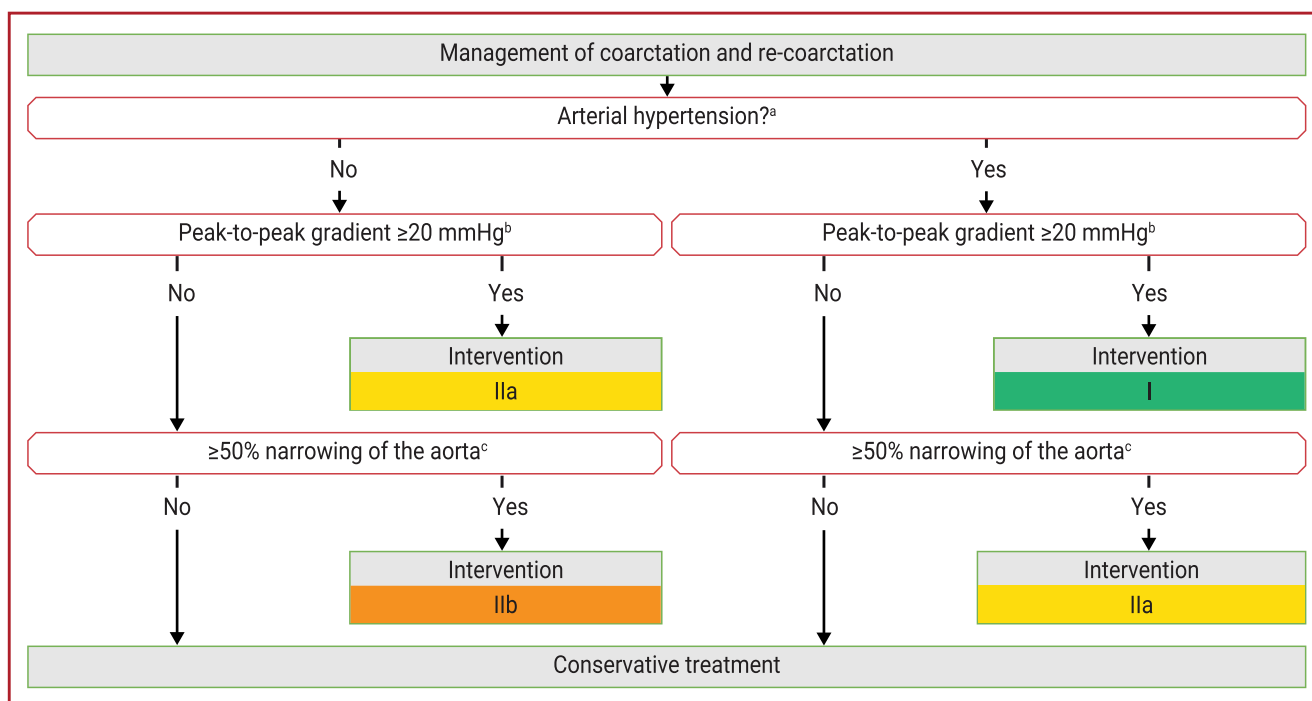 Management of coarctation and re-coarctation
Arterial hypertension?ᵃ
No
Yes
Peak-to-peak gradient ≥20 mmHgᵇ
Peak-to-peak gradient ≥20 mmHgᵇ
No
Yes
No
Yes
Intervention
IIa
Intervention
I
≥50% narrowing of the aortaᶜ
≥50% narrowing of the aortaᶜ
No
Yes
No
Yes
Intervention
IIb
Intervention
IIa
Conservative treatment